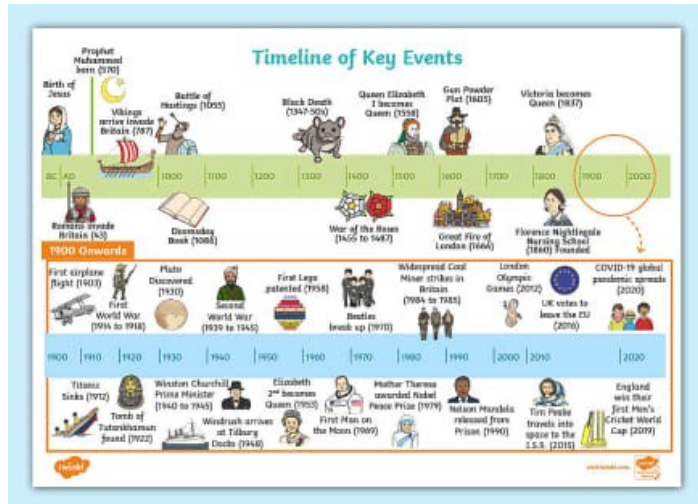 Timeline of Key Events
Birth of
Jesus
Prophet
Muhammad
born (570)
Vikings
arrive invade
Britain (787)
Battle of
Hastings (1055)
Black Death
(1347-504)
Queen Elizabeth
I becomes
Queen (1558)
Gun Powder
Plot (1605)
Victoria becomes
Queen (1837)
BC AD 1000 1100 1200 1300 1400 1500 1600 1700 1800 1900 2000
Romans invade
Britain (43)
Doomsday
Book (1086)
War of the Roses
(1455 to 1487)
Great Fire of
London (1666)
Florence Nightingale
Nursing School
(1860) Founded
1900 Onwards
First airplane
flight (1903)
First
World War
(1914 to 1918)
Pluto
Discovered
(1930)
Second
World War
(1939 to 1945)
First Lego
patented (1958)
Beatles
break up (1970)
Widespread Coal
Miner strikes in
Britain
(1984 to 1985)
London
Olympic
Games (2012)
UK votes to
leave the EU
(2016)
COVID-19 global
pandemic spreads
(2020)
1900 1910 1920 1930 1940 1950 1960 1970 1980 1990 2000 2010 2020
Titanic
Sinks (1912)
Tomb of
Tutankhamun
found (1922)
Winston Churchill
Prime Minister
(1940 to 1945)
Windrush arrives
at Tilbury
Docks (1948)
Elizabeth
2nd becomes
Queen (1953)
First Man on
the Moon (1969)
Mother Theresa
awarded Nobel
Peace Prize (1979)
Nelson Mandela
released from
Prison (1990)
Tim Peake
travels into
space to the
I.S.S. (2015)
England
win their
first Men's
Cricket World
Cup (2019)
twinkl